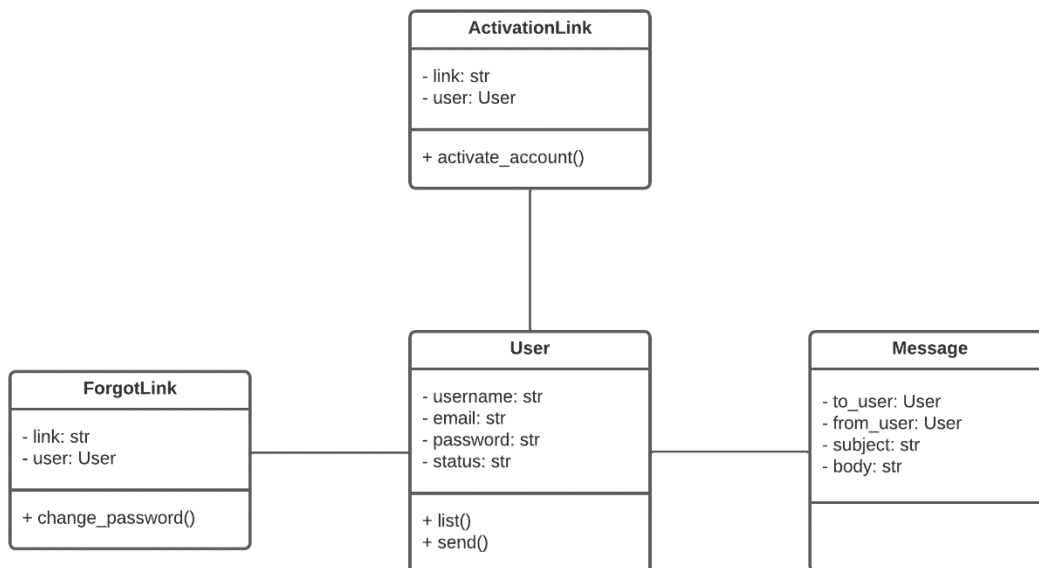 ActivationLink
- link: str
- user: User
+ activate_account()
ForgotLink
- link: str
- user: User
+ change_password()
User
- username: str
- email: str
- password: str
- status: str
+ list()
+ send()
Message
- to_user: User
- from_user: User
- subject: str
- body: str